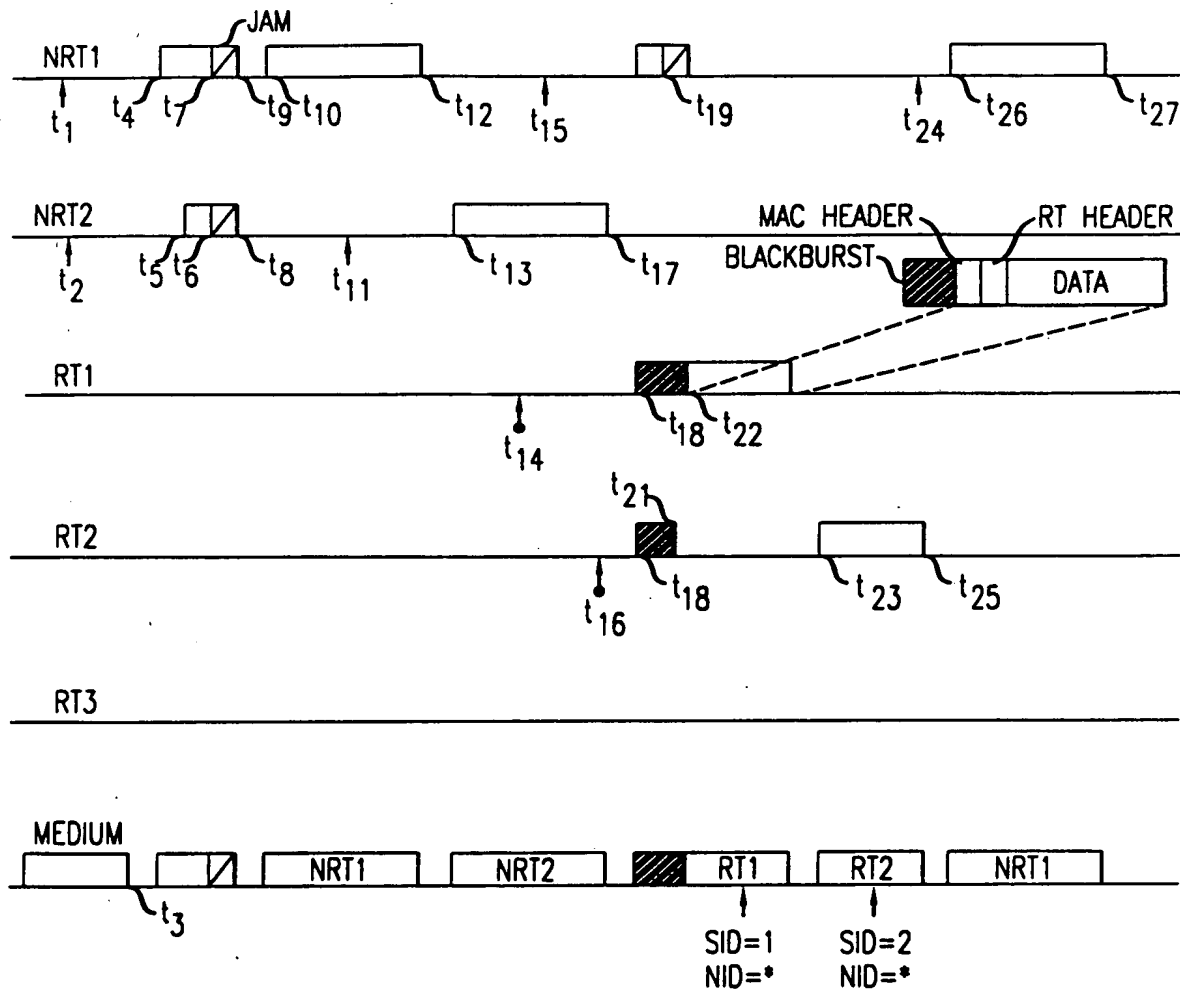 JAM
NRT1
t1
t4
t7
t9
t10
t12
t15
t19
t24
t26
t27
NRT2
MAC HEADER
RT HEADER
t2
t5
t6
t8
t11
t13
t17
BLACKBURST
DATA
RT1
t14
t18
t22
t21
RT2
t16
t18
t23
t25
RT3
MEDIUM
t3
NRT1
NRT2
RT1
RT2
NRT1
SID=1
SID=2
NID=*
NID=*